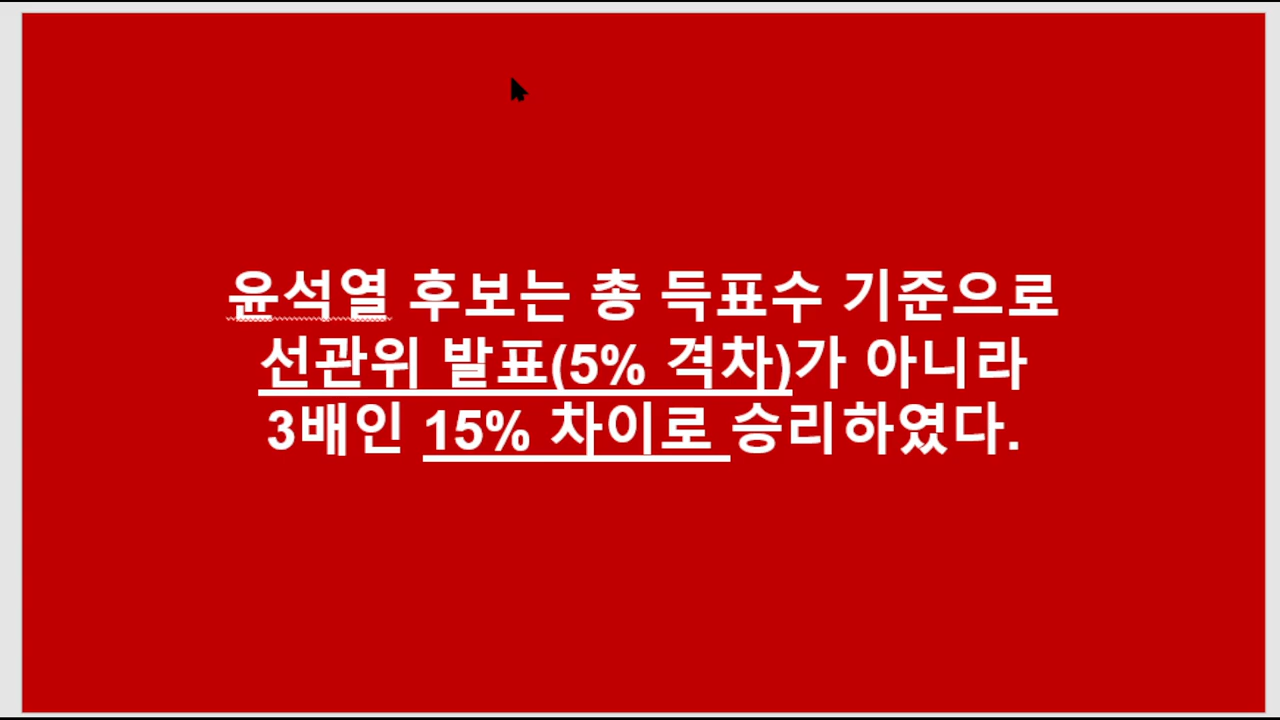 윤석열 후보는 총 득표수 기준으로
선관위 발표(5% 격차)가 아니라
3배인 15% 차이로 승리하였다.